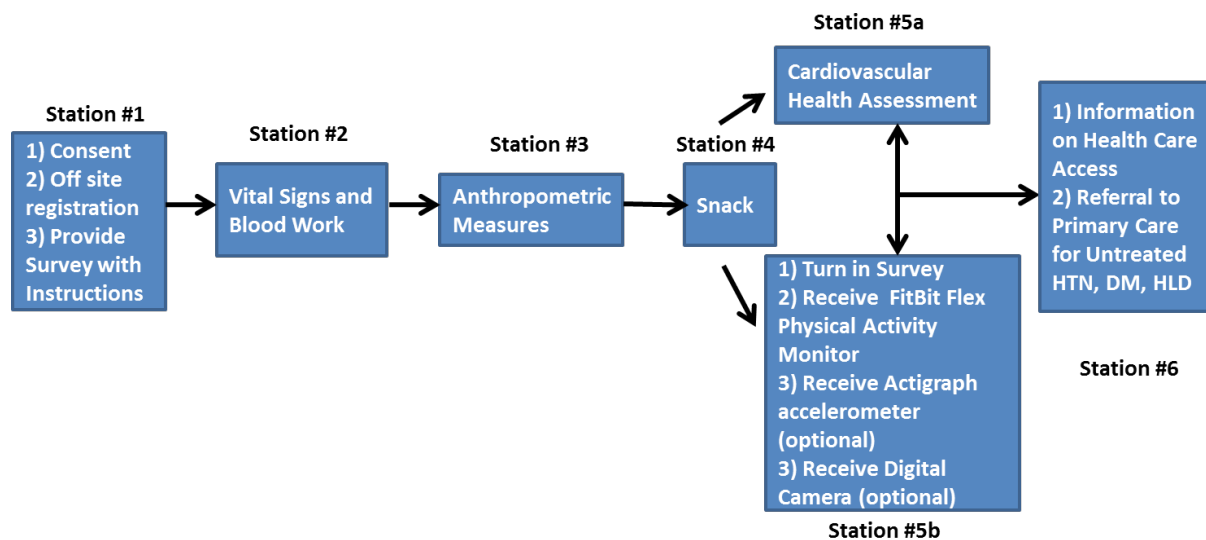 Station #1
1) Consent
2) Off site
registration
3) Provide
Survey with
Instructions
Station #2
Vital Signs and
Blood Work
Station #3
Anthropometric
Measures
Station #4
Snack
Station #5a
Cardiovascular
Health Assessment
1) Turn in Survey
2) Receive FitBit Flex
Physical Activity
Monitor
3) Receive Actigraph
accelerometer
(optional)
3) Receive Digital
Camera (optional)
Station #5b
1) Information
on Health Care
Access
2) Referral to
Primary Care
for Untreated
HTN, DM, HLD
Station #6